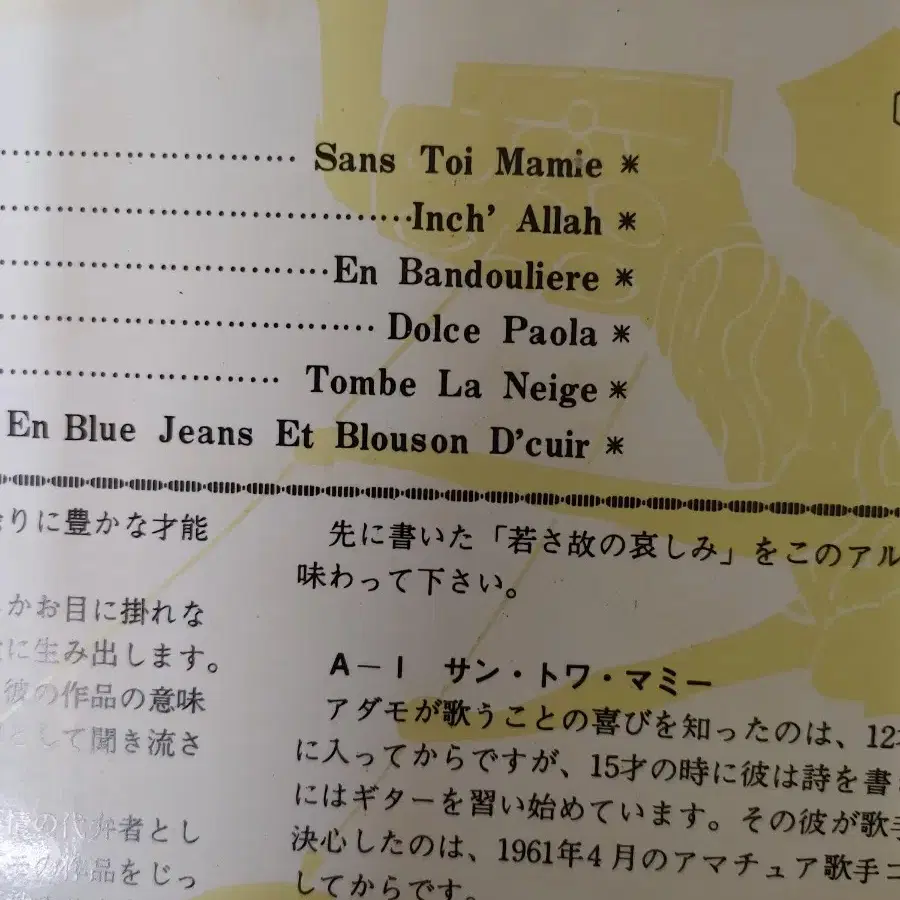 Sans Toi Mamie *
Inch' Allah *
En Bandouliere *
Dolce Paola *
Tombe La Neige *
En Blue Jeans Et Blouson D'cuir *
りに豊かな才能
かお目に掛れな
に生み出します。
彼の作品の意味
として聞き流さ
の代弁者とし
の作品をじっ
先に書いた「若さ故の哀しみ」をこのアル
味わって下さい。
A－I サン・トワ・マミー
アダモが歌うことの喜びを知ったのは、12
に入ってからですが、15才の時に彼は詩を書
にはギターを習い始めています。その彼が歌手
決心したのは、1961年4月のアマチュア歌手コ
してからです。